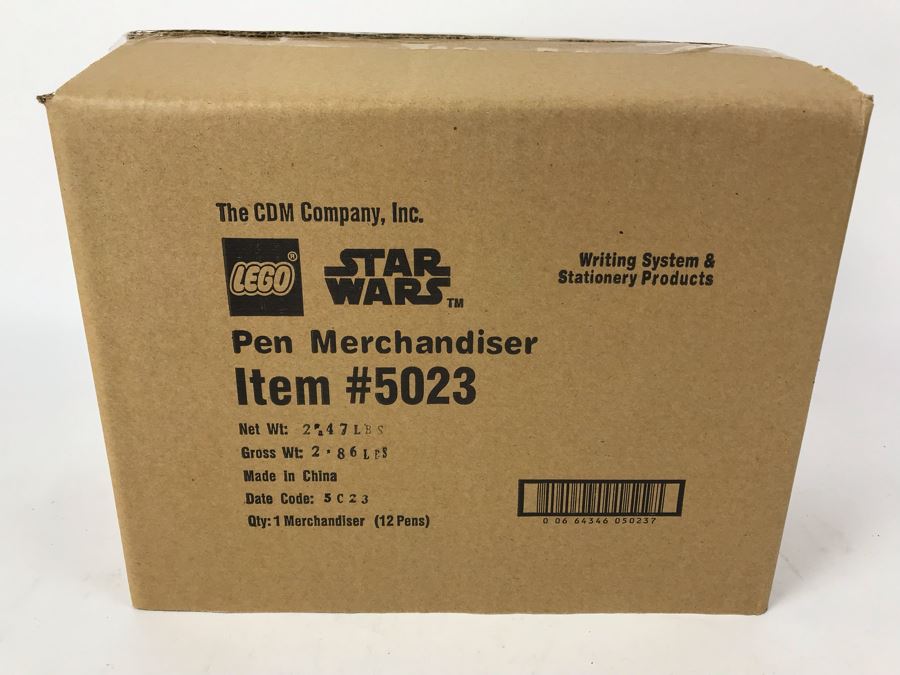 The CDM Company, Inc.
LEGO®
STAR
WARS™
Writing System &
Stationery Products
Pen Merchandiser
Item #5023
Net Wt: 2.47 LBS
Gross Wt: 2.86 LBS
Made in China
Date Code: 5C23
Qty: 1 Merchandiser (12 Pens)
0 06 64346 050237